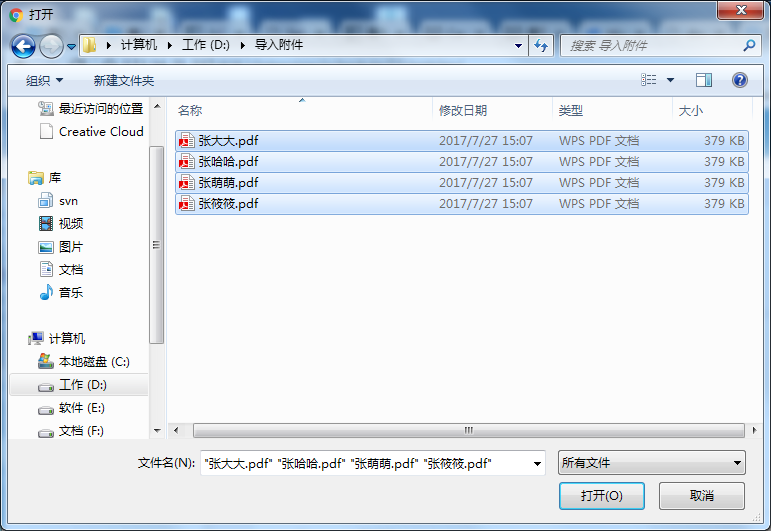 打开
计算机 工作 (D:) 导入附件
搜索 导入附件
组织 新建文件夹
最近访问的位置
Creative Cloud
库
svn
视频
图片
文档
音乐
计算机
本地磁盘 (C:)
工作 (D:)
软件 (E:)
文档 (F:)
名称 修改日期 类型 大小
张大大.pdf 2017/7/27 15:07 WPS PDF 文档 379 KB
张哈哈.pdf 2017/7/27 15:07 WPS PDF 文档 379 KB
张萌萌.pdf 2017/7/27 15:07 WPS PDF 文档 379 KB
张筱筱.pdf 2017/7/27 15:07 WPS PDF 文档 379 KB
文件名(N): "张大大.pdf" "张哈哈.pdf" "张萌萌.pdf" "张筱筱.pdf" 所有文件
打开(O) 取消